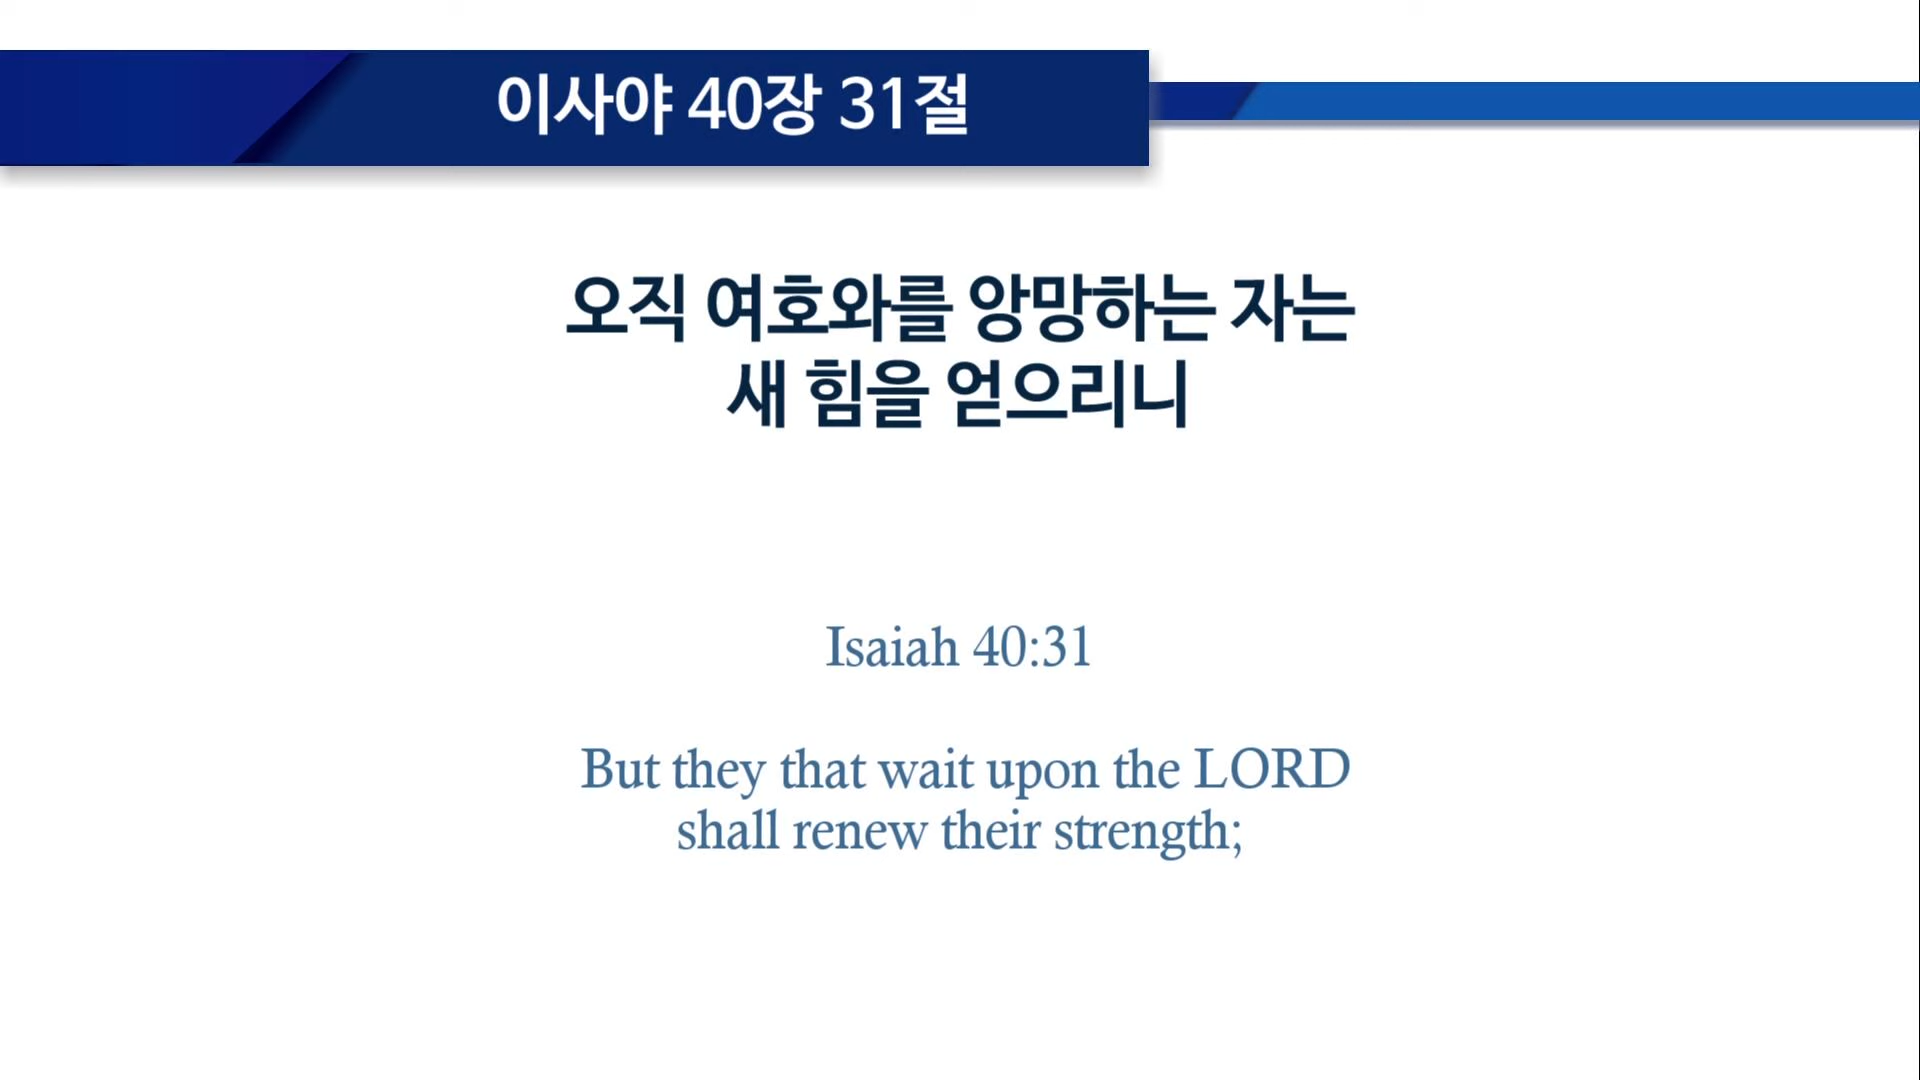 이사야 40장 31절
오직 여호와를 앙망하는 자는
새 힘을 얻으리니
Isaiah 40:31
But they that wait upon the LORD
shall renew their strength;